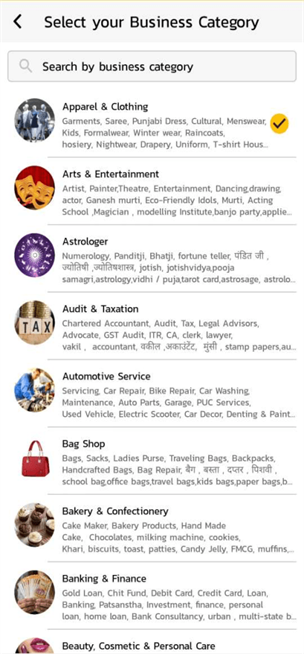 Select your Business Category
Search by business category
Apparel & Clothing
Garments, Saree, Punjabi Dress, Cultural, Menswear,
Kids, Formalwear, Winter wear, Raincoats,
hosiery, Nightwear, Drapery, Uniform, T-shirt Hous...
Arts & Entertainment
Artist, Painter,Theatre, Entertainment, Dancing,drawing,
actor, Ganesh murti, Eco-Friendly Idols, Murti, Acting
School ,Magician , modelling Institute,banjo party,applie...
Astrologer
Numerology, Panditji, Bhatji, fortune teller, पंडित जी ,
ज्योतिषी ,ज्योतिषशास्त्र, jotish, jotishvidya,pooja
samagri,astrology,vidhi / puja,tarot card,astrosage, astrolo...
Audit & Taxation
Chartered Accountant, Audit, Tax, Legal Advisors,
Advocate, GST Audit, ITR, CA, clerk, lawyer,
vakil , accountant, वकील ,अकाउंटेंट, मुंसी , stamp papers,au...
TAX
Automotive Service
Servicing, Car Repair, Bike Repair, Car Washing,
Maintenance, Auto Parts, Garage, PUC Services,
Used Vehicle, Electric Scooter, Car Decor, Denting & Paint...
Bag Shop
Bags, Sacks, Ladies Purse, Traveling Bags, Backpacks,
Handcrafted Bags, Bag Repair, बैग , बस्ता , दप्तर , पिशवी ,
school bag,office bags,travel bags,kids bags,paper bags,b...
Bakery & Confectionery
Cake Maker, Bakery Products, Hand Made
Cake, Chocolates, milking machine, cookies,
Khari, biscuits, toast, patties, Candy Jelly, FMCG, muffins,...
Banking & Finance
Gold Loan, Chit Fund, Debit Card, Credit Card, Loan,
Banking, Patsanstha, Investment, finance, personal
loan, home loan, Bank Consultancy, urban , multi-state b...
Beauty, Cosmetic & Personal Care